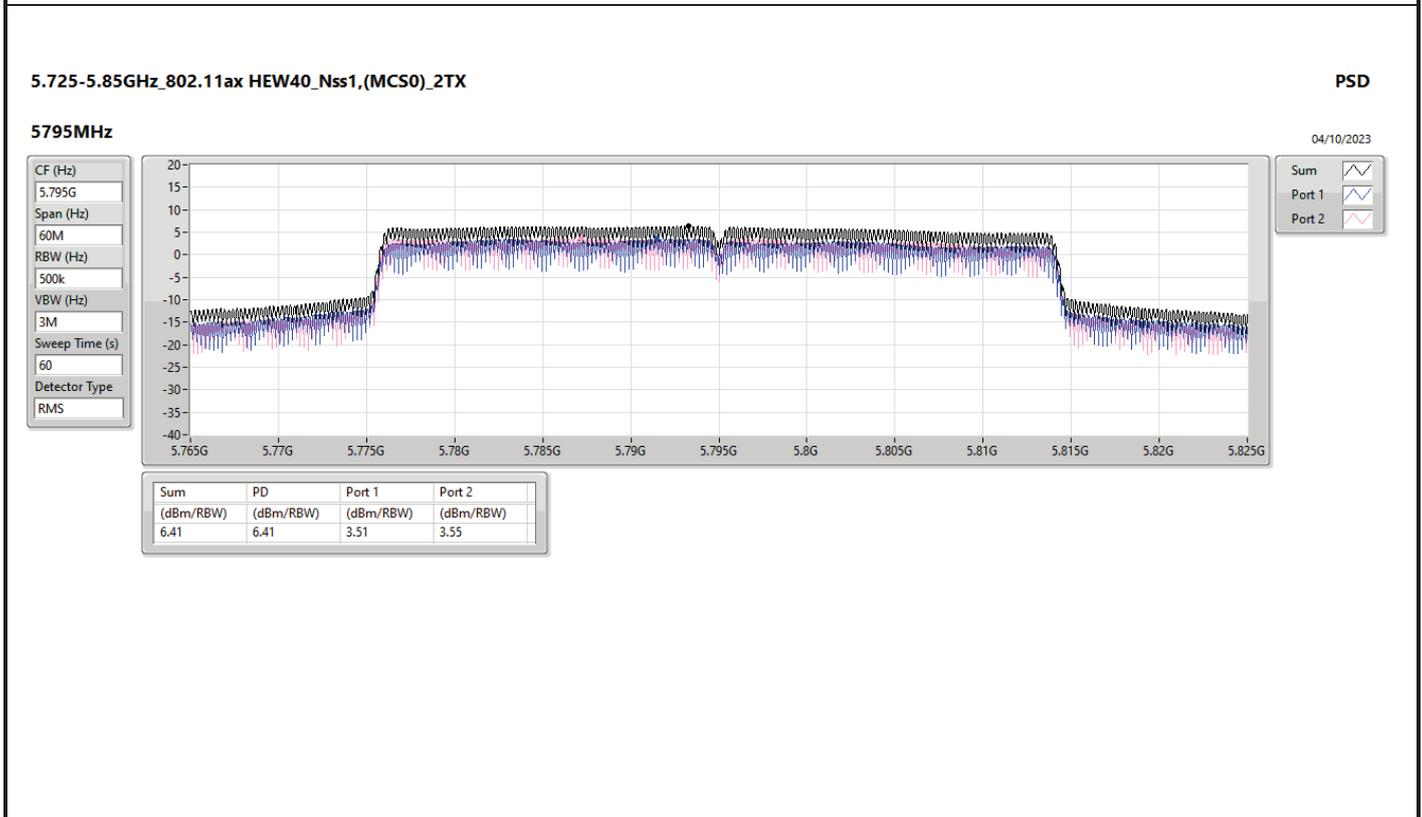 5.725-5.85GHz_802.11ax HEW40_Nss1,(MCS0)_2TX PSD
5795MHz
04/10/2023
CF (Hz)
5.795G
Span (Hz)
60M
RBW (Hz)
500k
VBW (Hz)
3M
Sweep Time (s)
60
Detector Type
RMS
20
15
10
5
0
-5
-10
-15
-20
-25
-30
-35
-40
5.765G 5.77G 5.775G 5.78G 5.785G 5.79G 5.795G 5.8G 5.805G 5.81G 5.815G 5.82G 5.825G
Sum
Port 1
Port 2
Sum PD Port 1 Port 2
(dBm/RBW) (dBm/RBW) (dBm/RBW) (dBm/RBW)
6.41 6.41 3.51 3.55